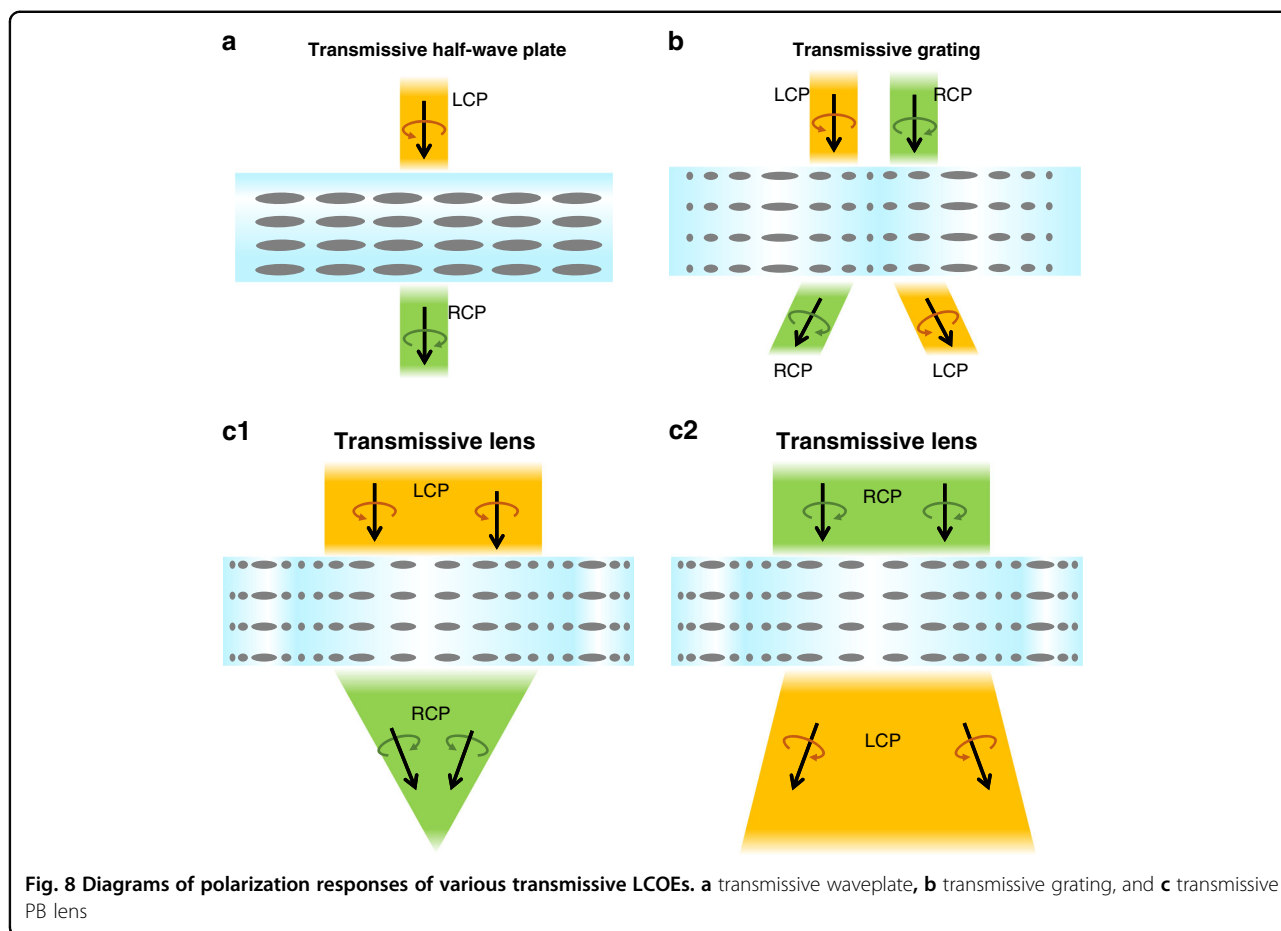 a
Transmissive half-wave plate
LCP
RCP
b
Transmissive grating
LCP
RCP
RCP
LCP
c1
Transmissive lens
LCP
RCP
c2
Transmissive lens
RCP
LCP
Fig. 8 Diagrams of polarization responses of various transmissive LCOEs. a transmissive waveplate, b transmissive grating, and c transmissive
PB lens